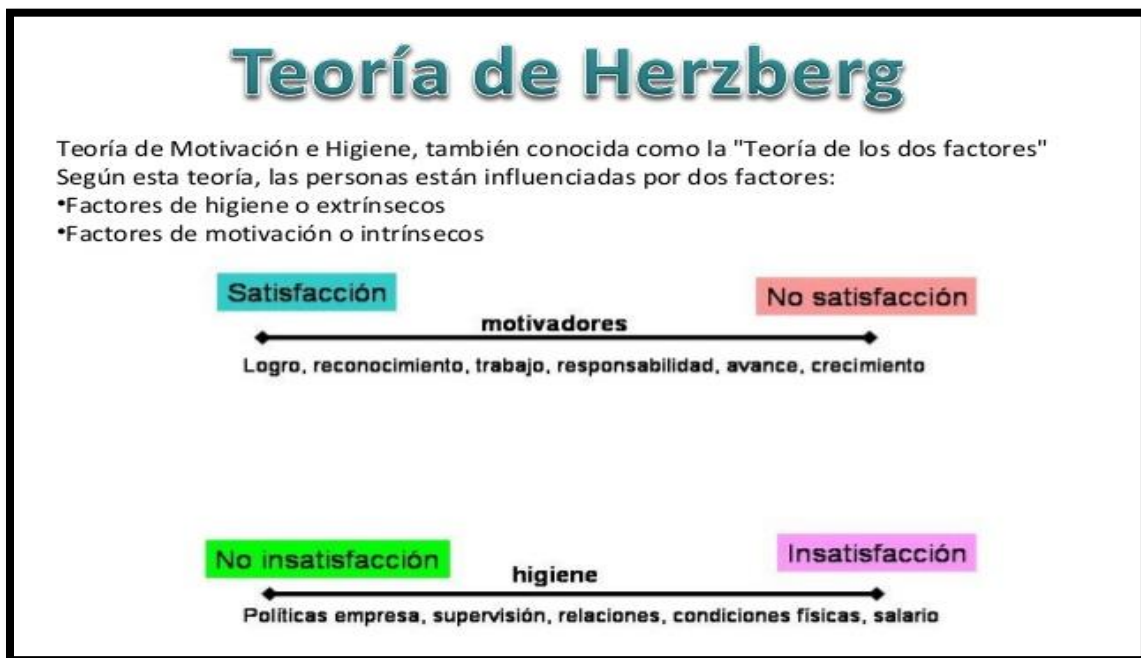 Teoría de Herzberg
Teoría de Motivación e Higiene, también conocida como la "Teoría de los dos factores"
Según esta teoría, las personas están influenciadas por dos factores:
•Factores de higiene o extrínsecos
•Factores de motivación o intrínsecos
Satisfacción
No satisfacción
motivadores
Logro, reconocimiento, trabajo, responsabilidad, avance, crecimiento
No insatisfacción
Insatisfacción
higiene
Políticas empresa, supervisión, relaciones, condiciones físicas, salario